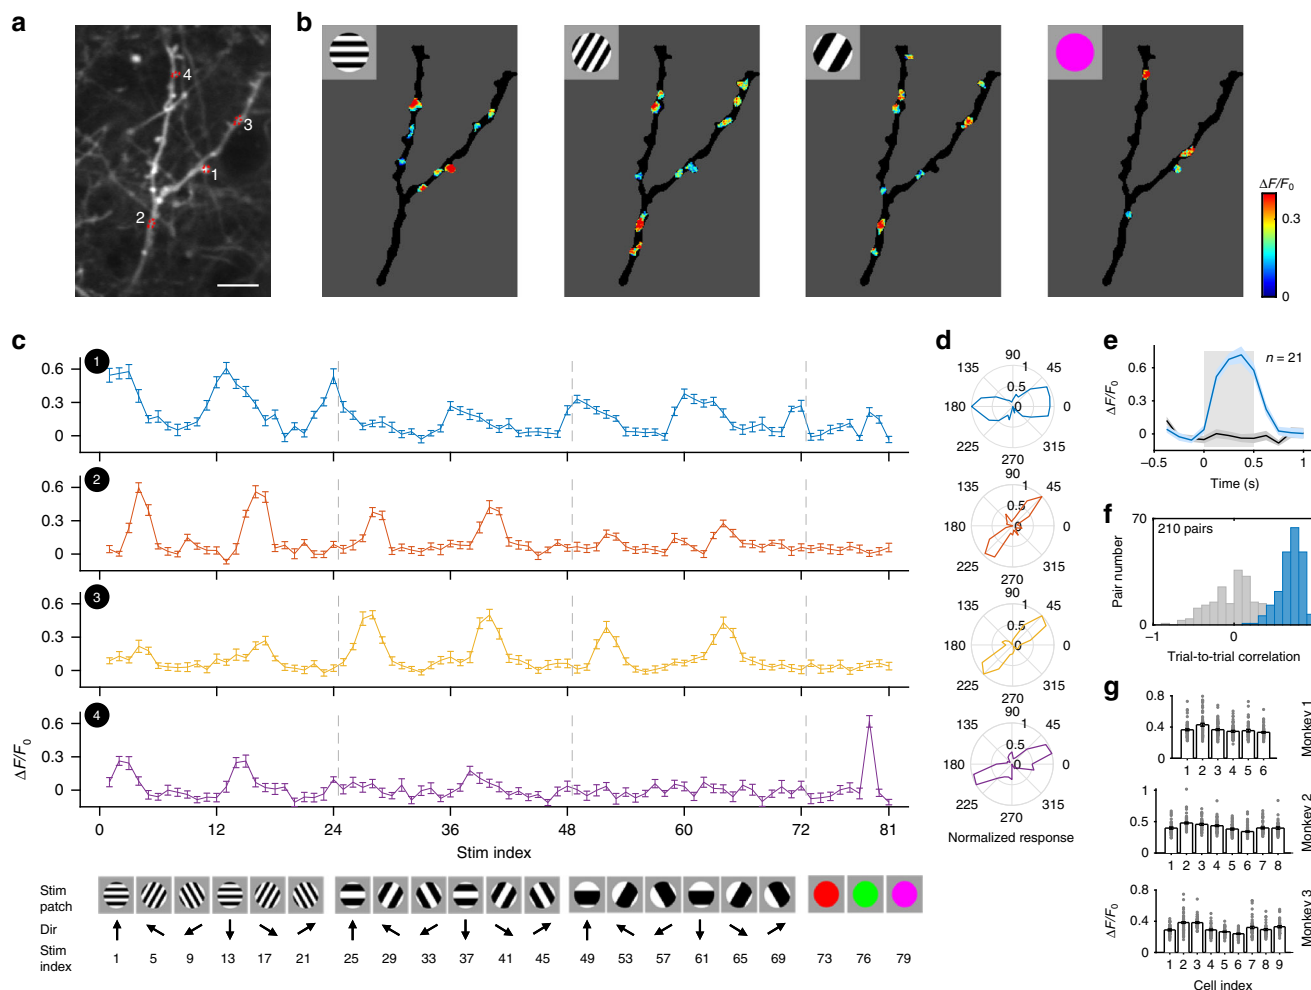 a
4
3
1
2
b
ΔF/F0
0.3
0
c
1
0.6
0.3
0
2
0.6
0.3
0
3
0.6
0.3
0
4
0.6
0.3
0
ΔF/F0
0 12 24 36 48 60 72 81
Stim index
Stim patch
Dir
Stim index
1 5 9 13 17 21 25 29 33 37 41 45 49 53 57 61 65 69 73 76 79
d
90
135 1 45
0.5
180 0 0
225 315
270
90
135 1 45
0.5
180 0 0
225 315
270
90
135 1 45
0.5
180 0 0
225 315
270
90
135 1 45
0.5
180 0 0
225 315
270
Normalized response
e
n = 21
ΔF/F0
0.6
0.3
0
–0.5 0 0.5 1
Time (s)
f
210 pairs
Pair number
70
0
–1 0
Trial-to-trial correlation
g
0.8
0.4
0
1 2 3 4 5 6
Monkey 1
1
0.5
0
1 2 3 4 5 6 7 8
Monkey 2
ΔF/F0
0.8
0.4
0
1 2 3 4 5 6 7 8 9
Monkey 3
Cell index